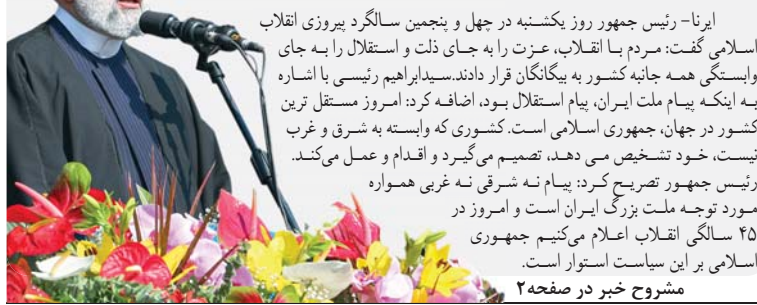 ایرنا- رئیس جمهور روز یکشنبه در چهل و پنجمین سالگرد پیروزی انقلاب
اسلامی گفت: مردم با انقلاب، عزت را به جای ذلت و استقلال را به جای
وابستگی همه جانبه کشور به بیگانگان قرار دادند.سیدابراهیم رئیسی با اشاره
به اینکه پیام ملت ایران، پیام استقلال بود، اضافه کرد: امروز مستقل ترین
کشور در جهان، جمهوری اسلامی است.کشوری که وابسته به شرق و غرب
نیست، خود تشخیص می دهد، تصمیم می‌گیرد و اقدام و عمل می‌کند.
رئیس جمهور تصریح کرد: پیام نه شرقی نه غربی همواره
مورد توجه ملت بزرگ ایران است و امروز در
۴۵ سالگی انقلاب اعلام می‌کنیم جمهوری
اسلامی بر این سیاست استوار است.
مشروح خبر در صفحه۲